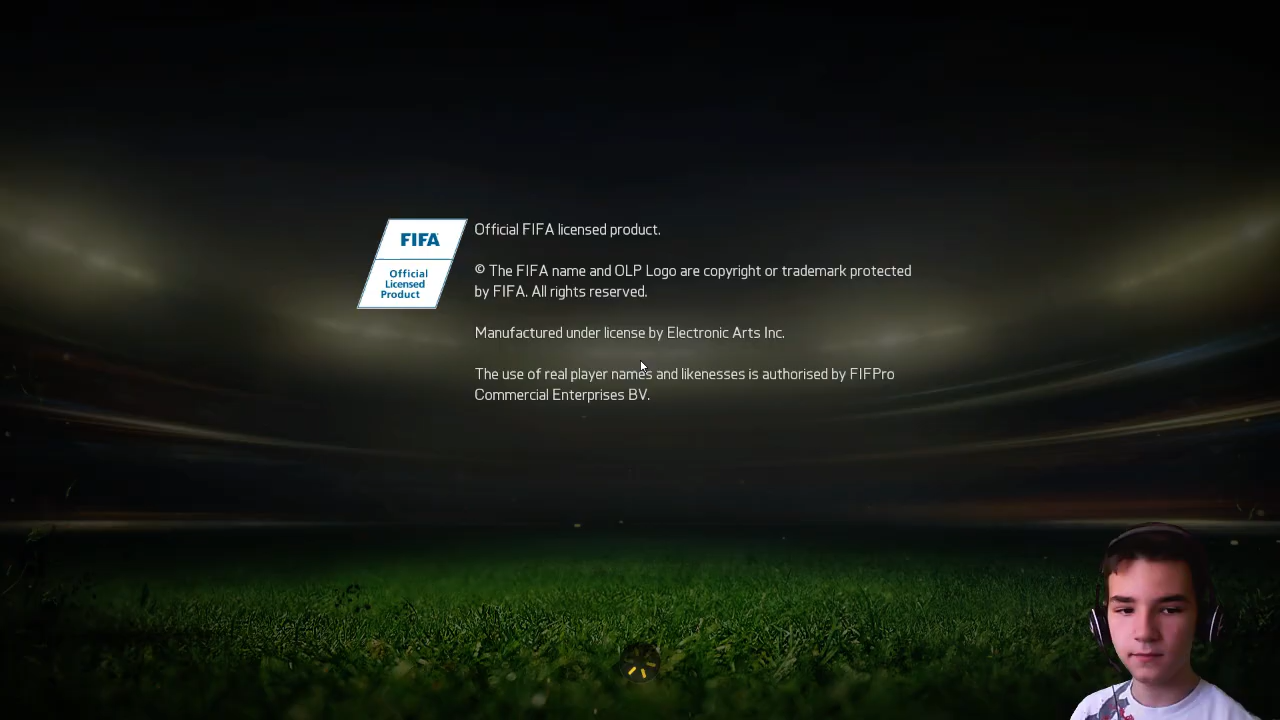 FIFA
Official
Licensed
Product
Official FIFA licensed product.
© The FIFA name and OLP Logo are copyright or trademark protected
by FIFA. All rights reserved.
Manufactured under license by Electronic Arts Inc.
The use of real player names and likenesses is authorised by FIFPro
Commercial Enterprises BV.